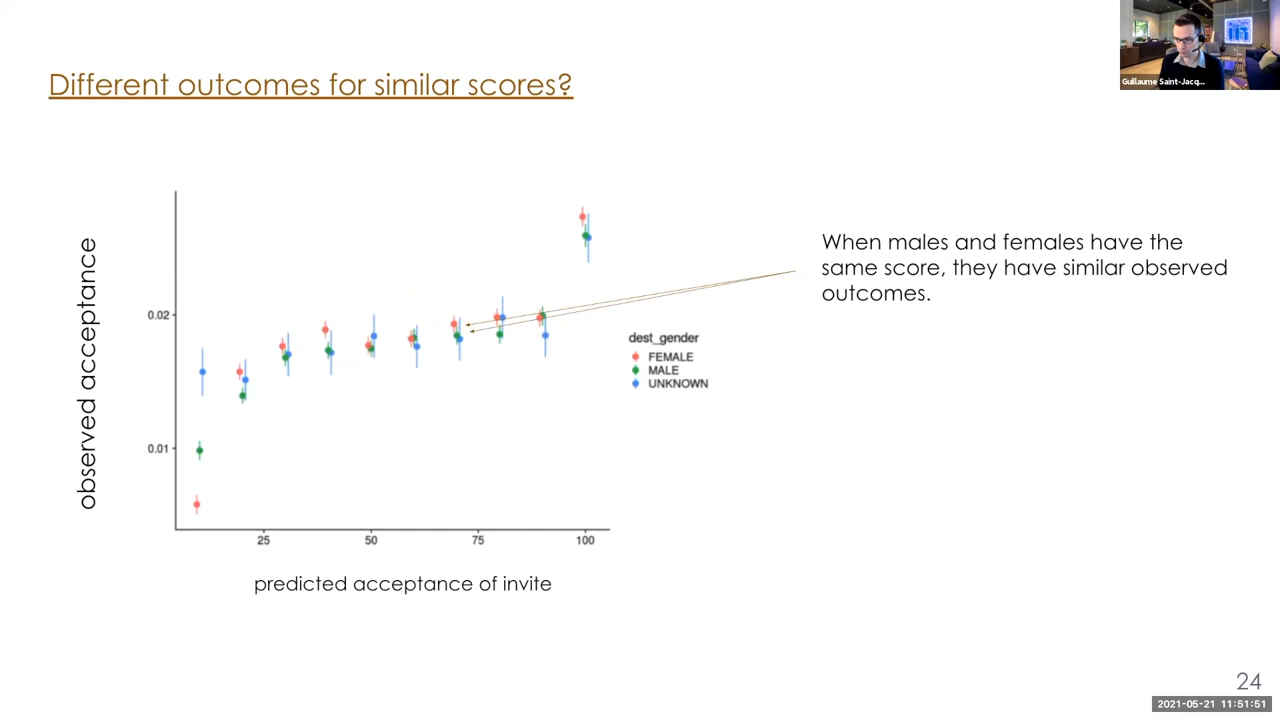 Guillaume Saint-Jacq...
Different outcomes for similar scores?
observed acceptance
0.02
0.01
25
50
75
100
predicted acceptance of invite
dest_gender
FEMALE
MALE
UNKNOWN
When males and females have the
same score, they have similar observed
outcomes.
24
2021-05-21 11:51:51